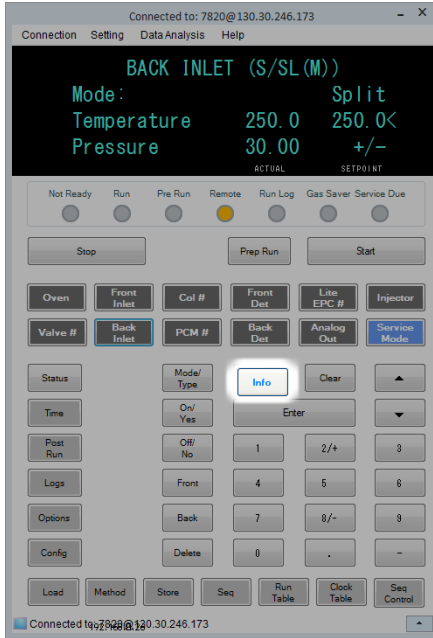 Connected to: 7820@130.30.246.173 – X
Connection Setting Data Analysis Help
BACK INLET (S/SL(M))
Mode: Split
Temperature 250.0 250.0<
Pressure 30.00 +/-
ACTUAL SETPOINT
Not Ready Run Pre Run Remote Run Log Gas Saver Service Due
Stop Prep Run Start
Oven Front Inlet Col # Front Det Lite EPC # Injector
Valve # Back Inlet PCM # Back Det Analog Out Service Mode
Status Mode/ Type Info Clear
Time On/ Yes Enter
Post Run Off/ No 1 2/+ 3
Logs Front 4 5 6
Options Back 7 8/- 9
Config Delete 0 . -
Load Method Store Seq Run Table Clock Table Seq Control
Connected 30.30.246.173